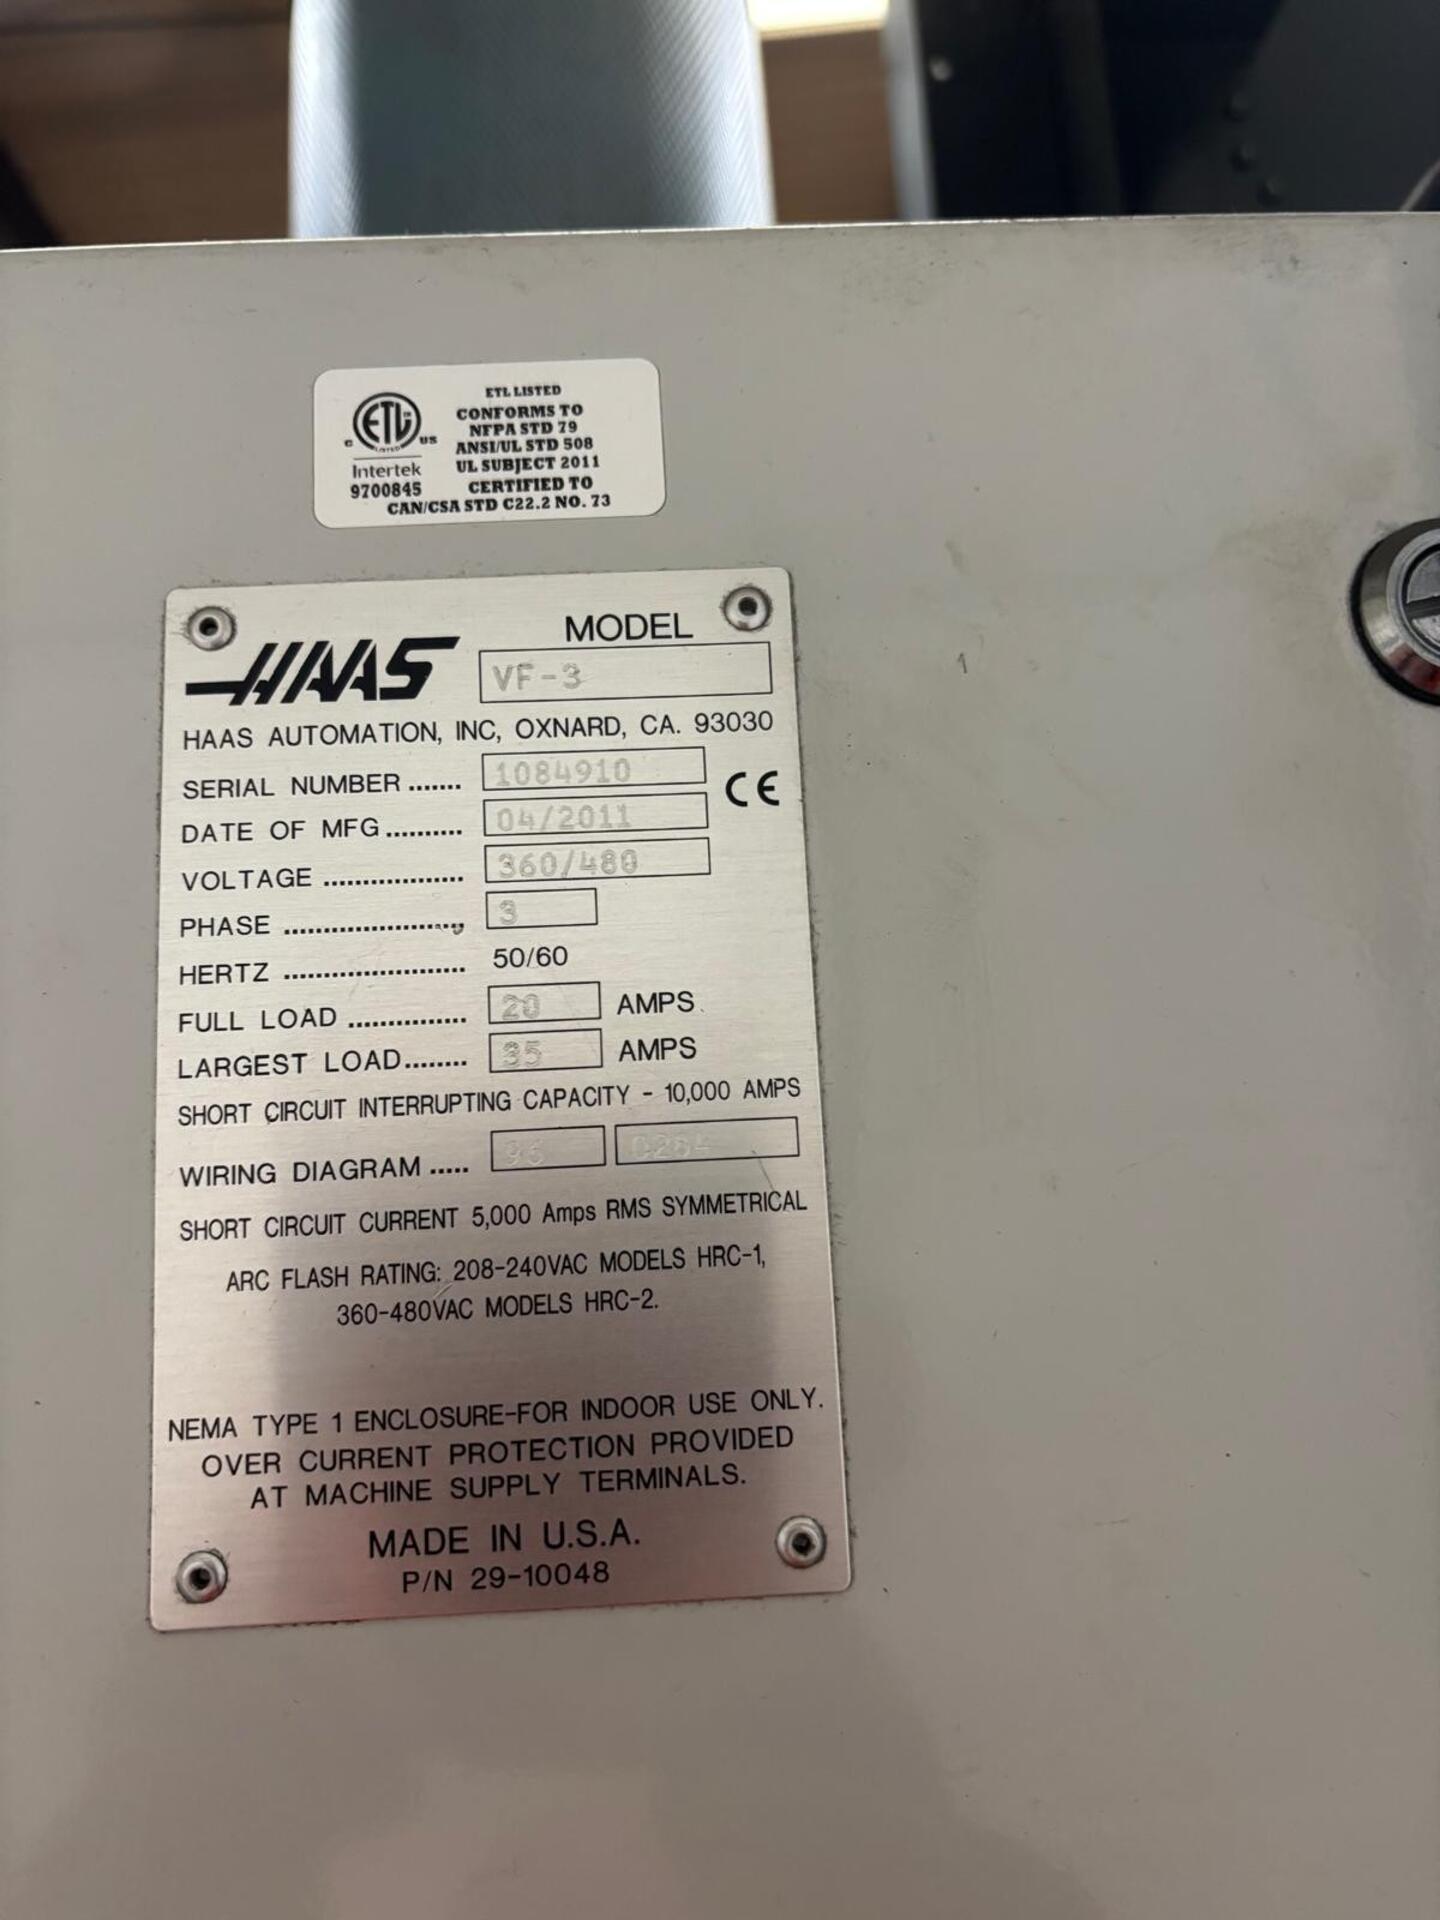 ETL LISTED
CONFORMS TO
NFPA STD 79
ANSI/UL STD 508
UL SUBJECT 2011
CERTIFIED TO
CAN/CSA STD C22.2 NO. 73
C ETL US
LISTED
Intertek
9700845
HAAS
MODEL
VF-3
HAAS AUTOMATION, INC, OXNARD, CA. 93030
SERIAL NUMBER ....... 1084910
CE
DATE OF MFG .......... 04/2011
VOLTAGE .................. 360/480
PHASE ....................... 3
HERTZ ....................... 50/60
FULL LOAD ............... 20 AMPS
LARGEST LOAD ........ 35 AMPS
SHORT CIRCUIT INTERRUPTING CAPACITY - 10,000 AMPS
WIRING DIAGRAM .....
SHORT CIRCUIT CURRENT 5,000 Amps RMS SYMMETRICAL
ARC FLASH RATING: 208-240VAC MODELS HRC-1,
360-480VAC MODELS HRC-2.
NEMA TYPE 1 ENCLOSURE-FOR INDOOR USE ONLY.
OVER CURRENT PROTECTION PROVIDED
AT MACHINE SUPPLY TERMINALS.
MADE IN U.S.A.
P/N 29-10048